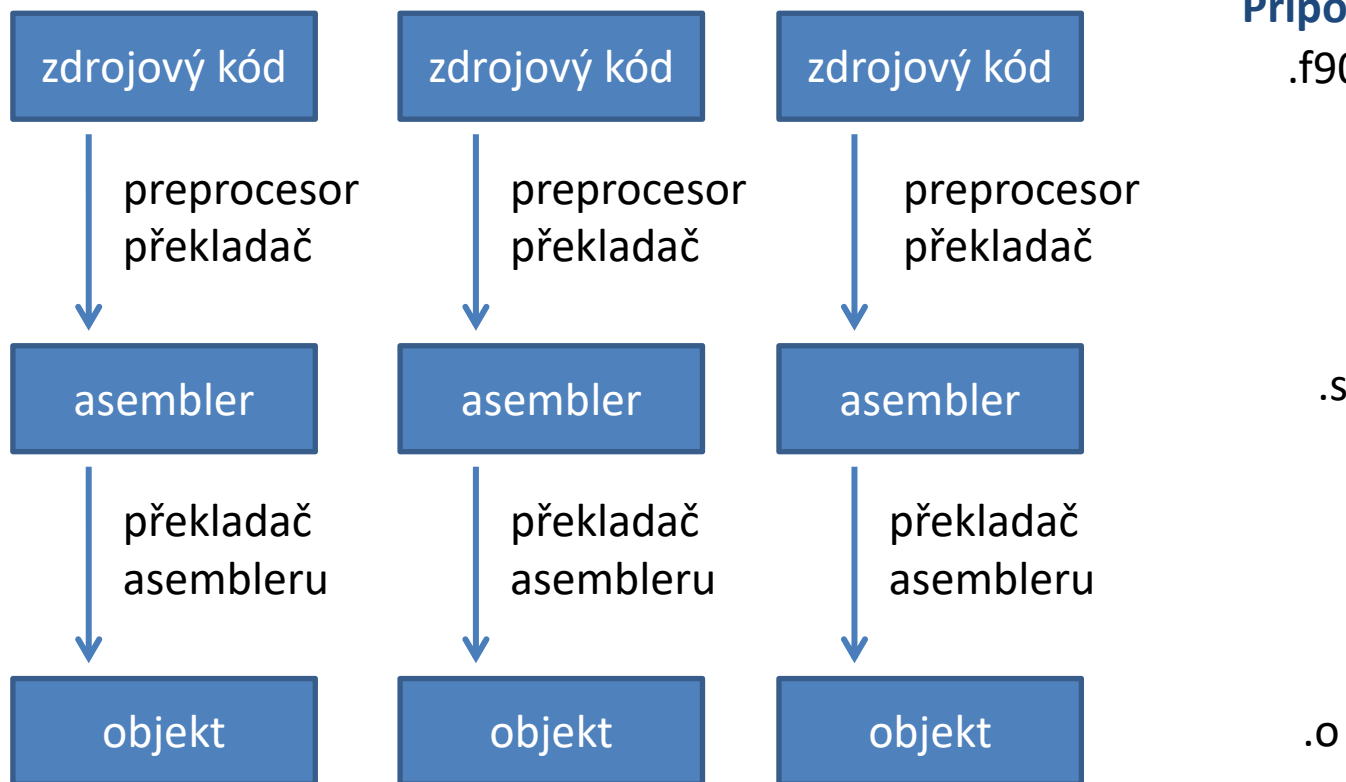 Přípo
zdrojový kód zdrojový kód zdrojový kód .f90
preprocesor preprocesor preprocesor
překladač překladač překladač
asembler asembler asembler .s
překladač překladač překladač
asembleru asembleru asembleru
objekt objekt objekt .o